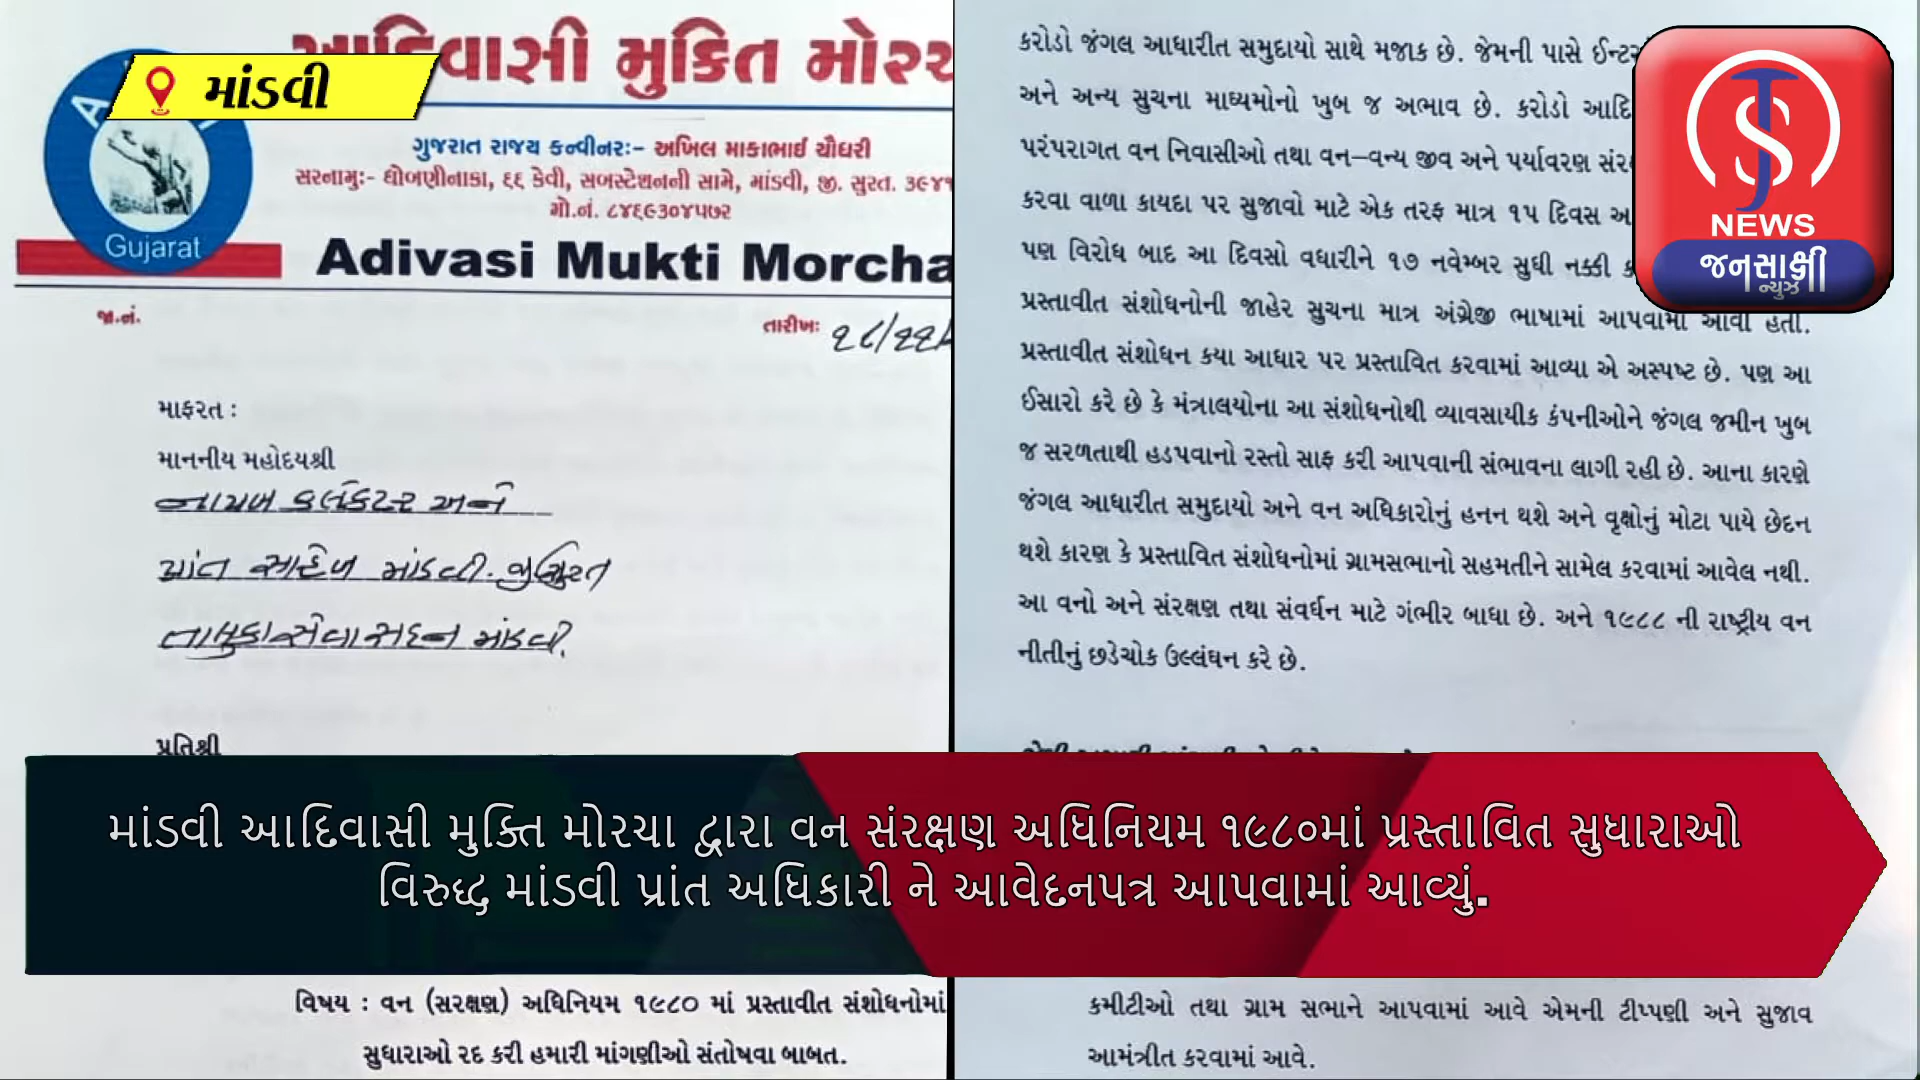 આદિવાસી મુક્તિ મોરચ
માંડવી
ગુજરાત રાજ્ય કન્વીનરઃ- અખિલ માકાભાઈ ચૌધરી
સરનામુઃ- ધોબણીનાકા, ૬૬ કેવી, સબસ્ટેશનની સામે, માંડવી, જી. સુરત. ૩૯૪૧
મો.નં. ૮૪૬૯૩૦૪૫૭૨
Gujarat
Adivasi Mukti Morcha
જા.નં.
તારીખઃ
માફરત :
માનનીય મહોદયશ્રી
નાયબ કલેકટર અને
પ્રાંત સાહેબ માંડવી. જી.સુરત
તાલુકા સેવા સદન માંડવી.
પ્રતિશ્રી
વિષય : વન (સરક્ષણ) અધિનિયમ ૧૯૮૦ માં પ્રસ્તાવીત સંશોધનોમાં
સુધારાઓ રદ કરી હમારી માંગણીઓ સંતોષવા બાબત.
કરોડો જંગલ આધારીત સમુદાયો સાથે મજાક છે. જેમની પાસે
અને અન્ય સુચના માધ્યમોનો ખુબ જ અભાવ છે. કરોડો
પરંપરાગત વન નિવાસીઓ તથા વન–વન્ય જીવ અને પર્યાવરણ
કરવા વાળા કાયદા પર સુજાવો માટે એક તરફ માત્ર ૧૫ દિવસ
પણ વિરોધ બાદ આ દિવસો વધારીને ૧૭ નવેમ્બર સુધી નક્કી
પ્રસ્તાવીત સંશોધનોની જાહેર સુચના માત્ર અંગ્રેજી ભાષામાં આપવામાં આવી હતી.
પ્રસ્તાવીત સંશોધન કયા આધાર પર પ્રસ્તાવિત કરવામાં આવ્યા એ અસ્પષ્ટ છે. પણ આ
ઈસારો કરે છે કે મંત્રાલયોના આ સંશોધનોથી વ્યાવસાયીક કંપનીઓને જંગલ જમીન ખુબ
જ સરળતાથી હડપવાનો રસ્તો સાફ કરી આપવાની સંભાવના લાગી રહી છે. આના કારણે
જંગલ આધારીત સમુદાયો અને વન અધિકારોનું હનન થશે અને વૃક્ષોનું મોટા પાયે છેદન
થશે કારણ કે પ્રસ્તાવિત સંશોધનોમાં ગ્રામસભાનો સહમતીને સામેલ કરવામાં આવેલ નથી.
આ વનો અને સંરક્ષણ તથા સંવર્ધન માટે ગંભીર બાધા છે. અને ૧૯૮૮ ની રાષ્ટ્રીય વન
નીતીનું છડેચોક ઉલ્લંઘન કરે છે.
કમીટીઓ તથા ગ્રામ સભાને આપવામાં આવે એમની ટીપ્પણી અને સુજાવ
આમંત્રીત કરવામાં આવે.
NEWS
જનસાક્ષી
ન્યુઝ
માંડવી આદિવાસી મુક્તિ મોરચા દ્વારા વન સંરક્ષણ અધિનિયમ ૧૯૮૦માં પ્રસ્તાવિત સુધારાઓ
વિરુદ્ધ માંડવી પ્રાંત અધિકારી ને આવેદનપત્ર આપવામાં આવ્યું.